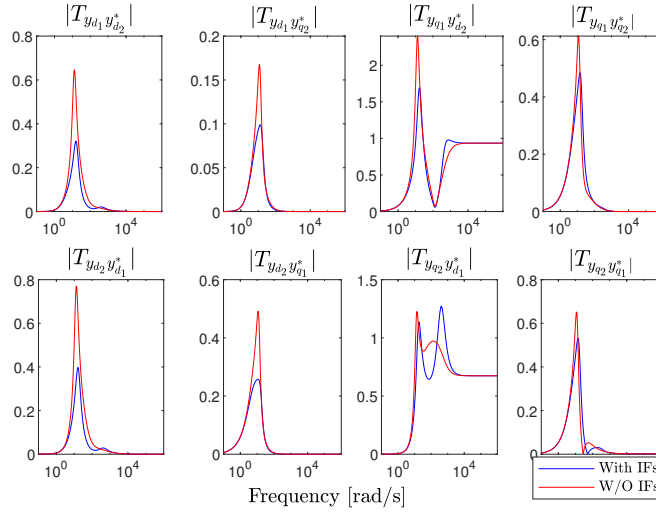 |T_{y_{d_1} y^*_{d_2}}| |T_{y_{d_1} y^*_{q_2}}| |T_{y_{q_1} y^*_{d_2}}| |T_{y_{q_1} y^*_{q_2}}|
0.8 0.2 2 0.6
0.6 0.15 1.5 0.4
0.4 0.1 1 0.2
0.2 0.05 0.5 0
0 0 0
10^0 10^4 10^0 10^4 10^0 10^4 10^0 10^4
|T_{y_{d_2} y^*_{d_1}}| |T_{y_{d_2} y^*_{q_1}}| |T_{y_{q_2} y^*_{d_1}}| |T_{y_{q_2} y^*_{q_1}}|
0.8 0.6 1.5 0.8
0.6 0.4 1 0.6
0.4 0.2 0.5 0.4
0.2 0 0 0.2
0 0
10^0 10^4 10^0 10^4 10^0 10^4
With IFs
W/O IFs
Frequency [rad/s]